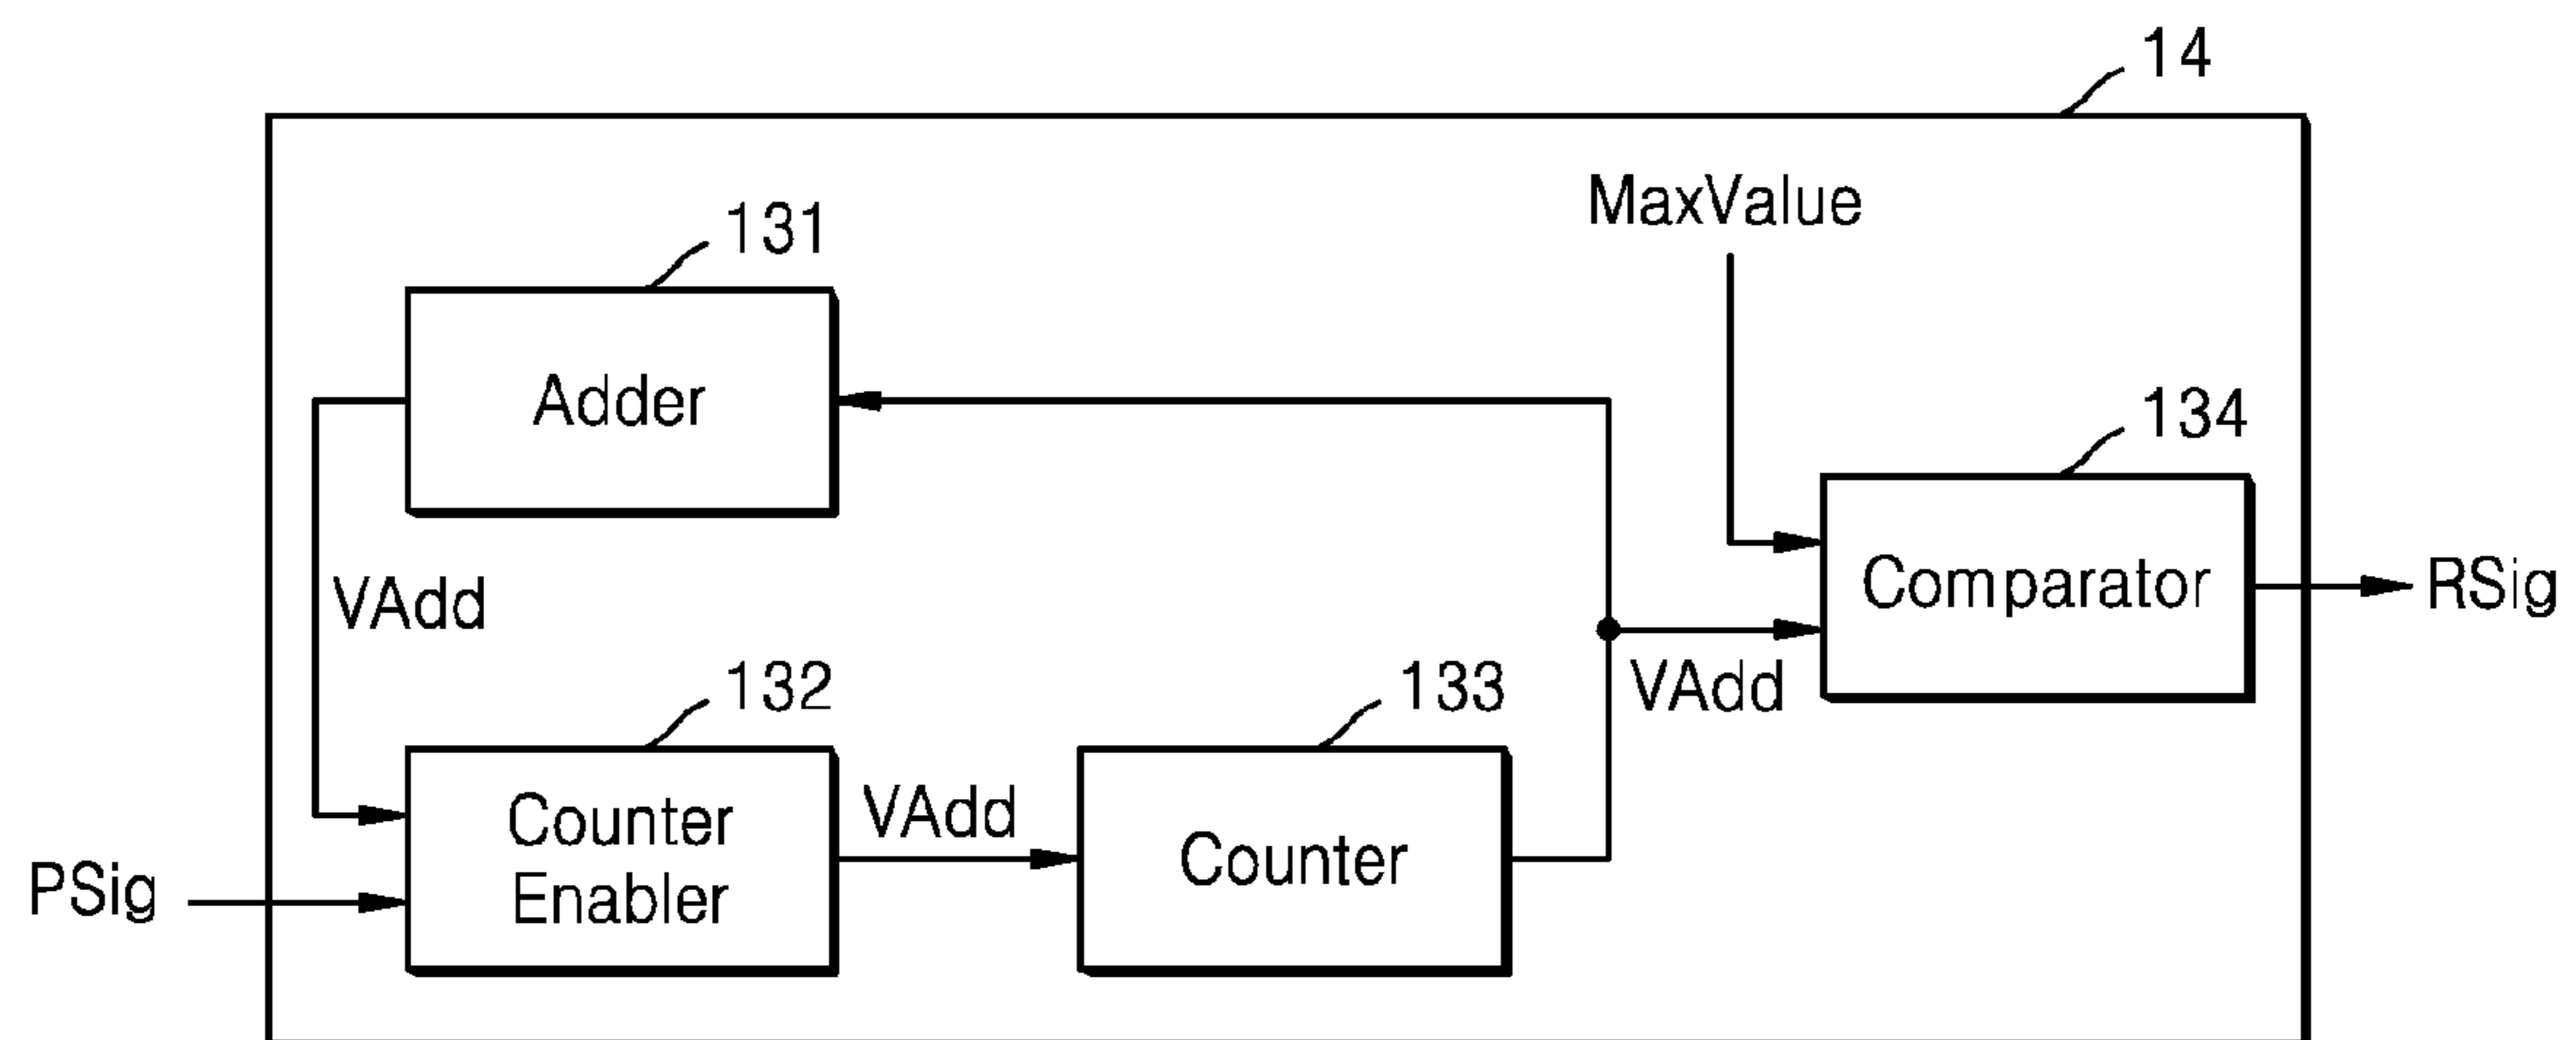 14
MaxValue
131
Adder
134
Comparator
RSig
VAdd
VAdd
132
133
Counter
Enabler
VAdd
Counter
PSig